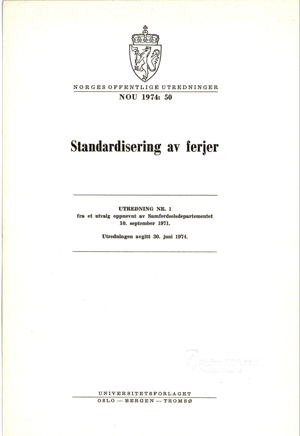 NORGES OFFENTLIGE UTREDNINGER
NOU 1974: 50
Standardisering av ferjer
UTREDNING NR. 1
fra et utvalg oppnevnt av Samferdselsdepartementet
10. september 1971.
Utredningen avgitt 30. juni 1974.
UNIVERSITETSFORLAGET
OSLO — BERGEN — TROMSØ